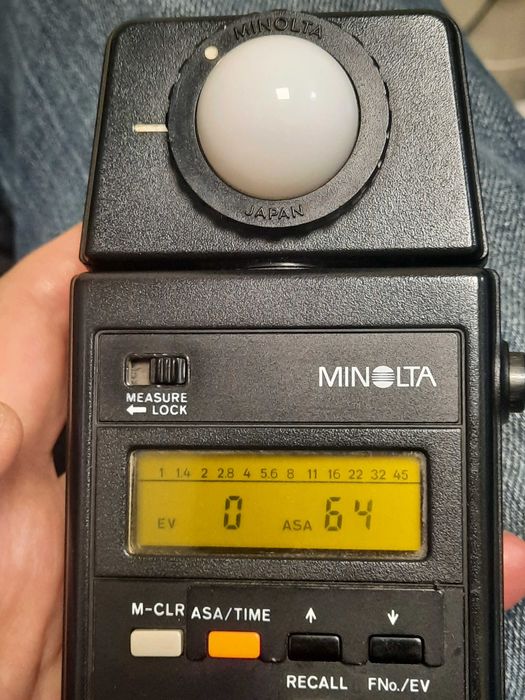 MINOLTA
JAPAN
MINOLTA
MEASURE
← LOCK
1 1.4 2 2.8 4 5.6 8 11 16 22 32 45
EV 0 ASA 64
M-CLR ASA/TIME ↑ ↓
RECALL FNo./EV